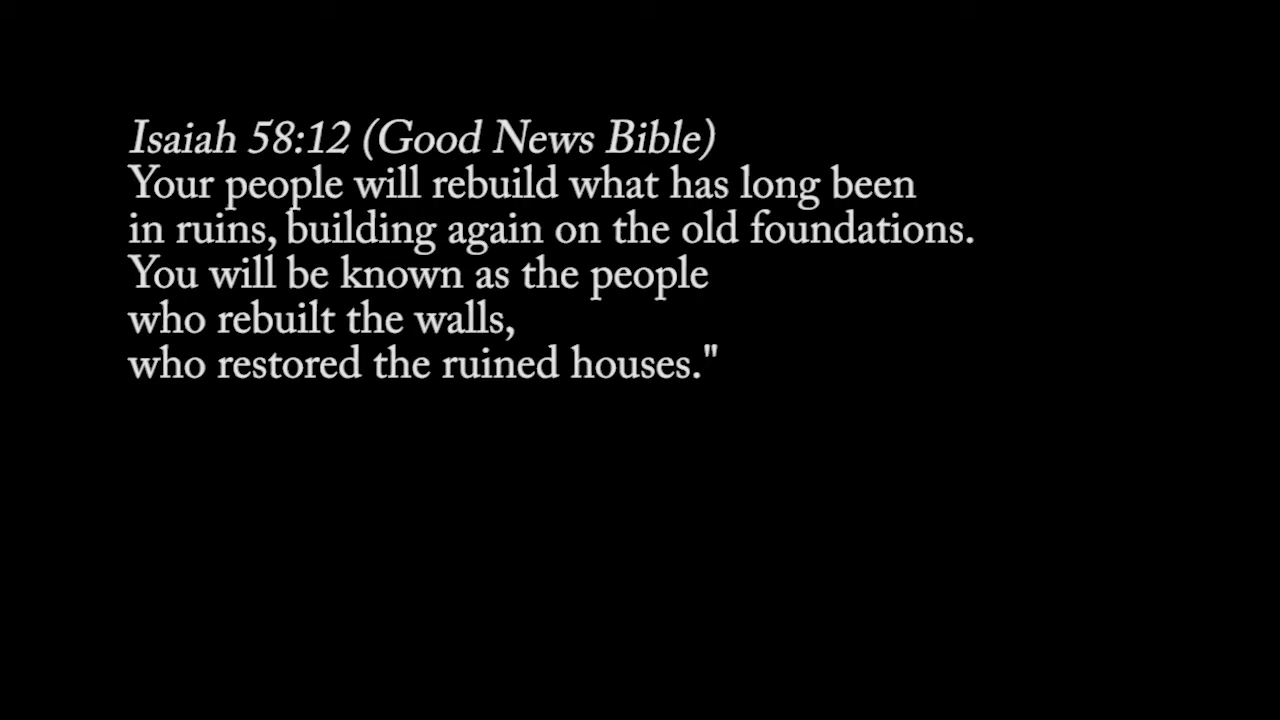 Isaiah 58:12 (Good News Bible)
Your people will rebuild what has long been
in ruins, building again on the old foundations.
You will be known as the people
who rebuilt the walls,
who restored the ruined houses."